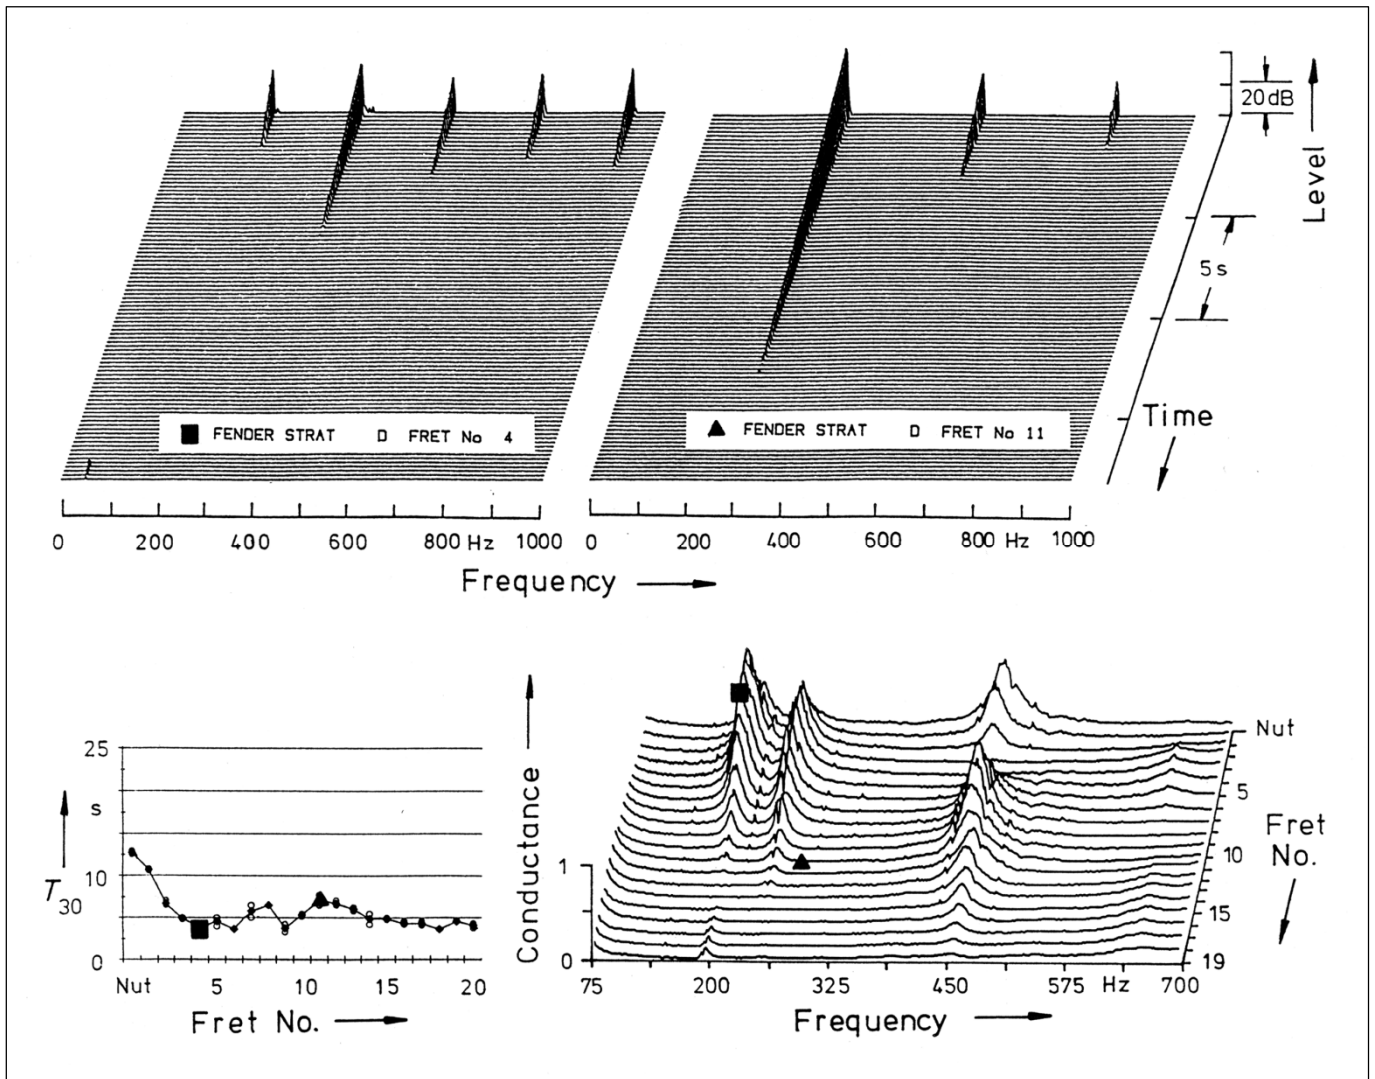 20 dB
Level
5 s
Time
■ FENDER STRAT D FRET No 4
▲ FENDER STRAT D FRET No 11
0 200 400 600 800 Hz 1000
0 200 400 600 800 Hz 1000
Frequency
25
s
10
T30
0
Nut 5 10 15 20
Fret No.
Conductance
1
0
75 200 325 450 575 Hz 700
Frequency
Nut
5
10
15
19
Fret
No.